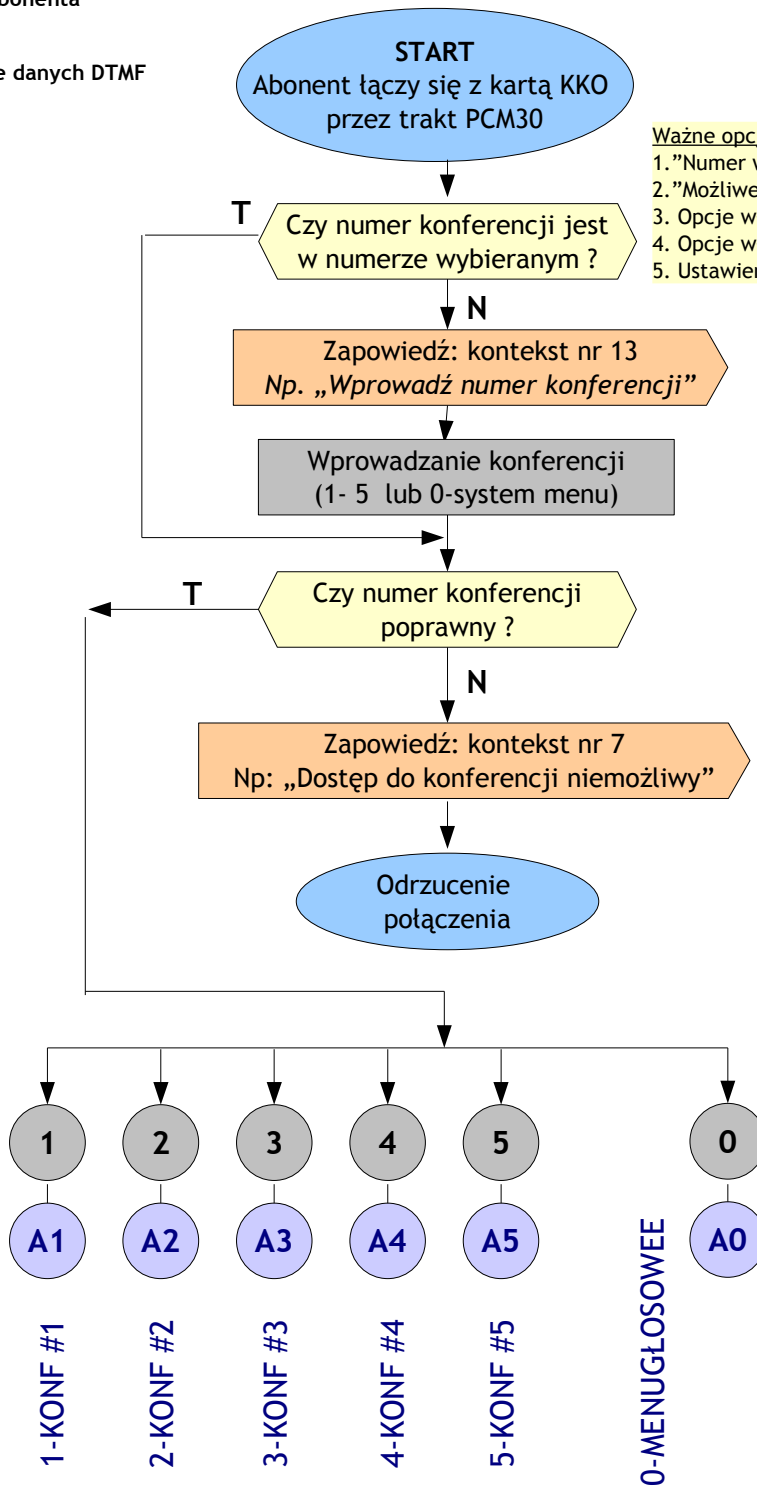 START
Abonent łączy się z kartą KKO
przez trakt PCM30
e danych DTMF
Ważne
1.”Numer
2.”Możliwe
3. Opcje
4. Opcje
5.
T
Czy numer konferencji jest
w numerze wybieranym ?
N
Zapowiedź: kontekst nr 13
Np. „Wprowadź numer konferencji”
Wprowadzanie konferencji
(1- 5 lub 0-system menu)
T
Czy numer konferencji
poprawny ?
N
Zapowiedź: kontekst nr 7
Np: „Dostęp do konferencji niemożliwy”
Odrzucenie
połączenia
1 2 3 4 5 0
A1 A2 A3 A4 A5 A0
1-KONF #1
2-KONF #2
3-KONF #3
4-KONF #4
5-KONF #5
0-MENUGŁOSOWEE